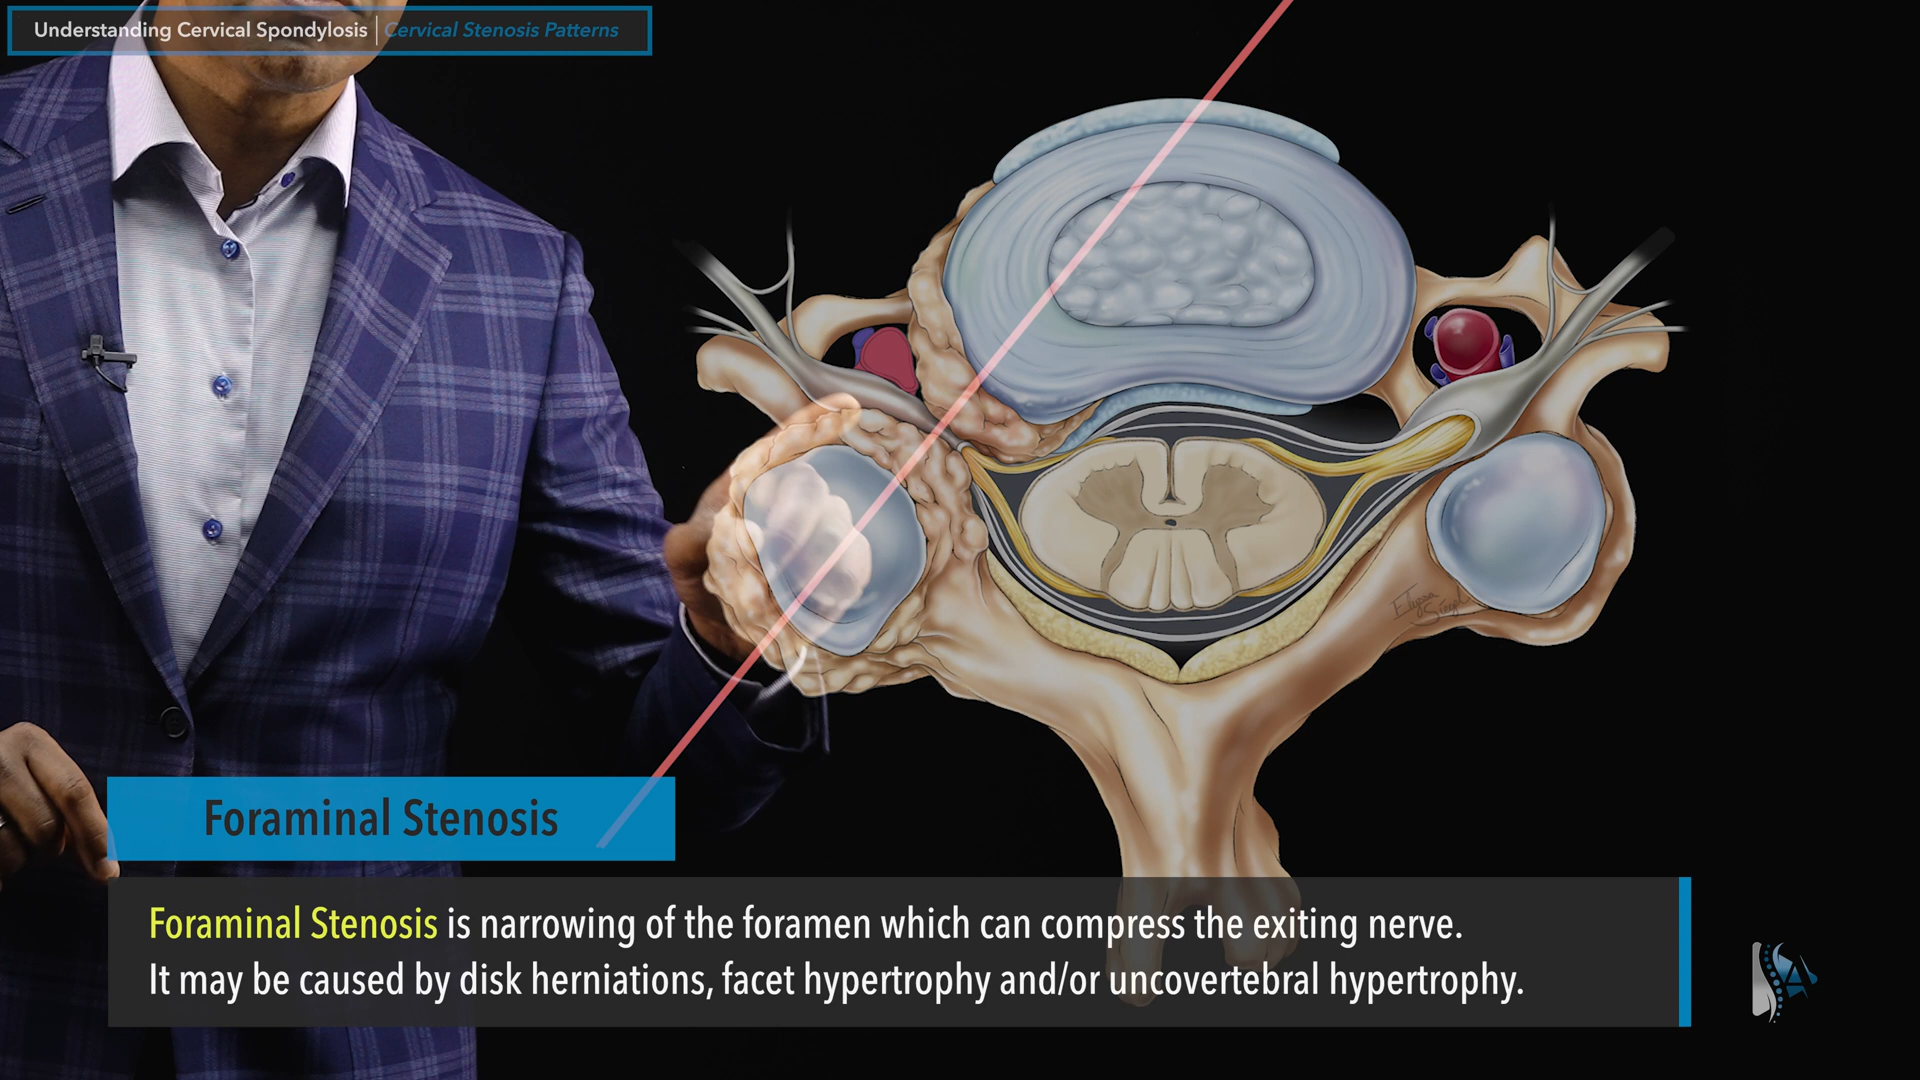 Understanding Cervical Spondylosis | Cervical Stenosis Patterns
Foraminal Stenosis
Foraminal Stenosis is narrowing of the foramen which can compress the exiting nerve.
It may be caused by disk herniations, facet hypertrophy and/or uncovertebral hypertrophy.